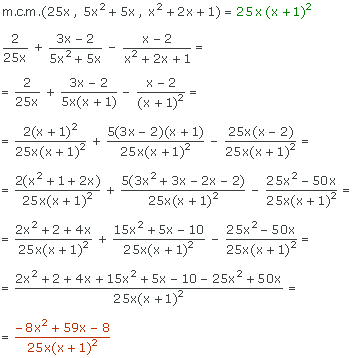 m.c.m.(25x , 5x² + 5x , x² + 2x + 1) = 25x (x + 1)²
2/25x + (3x − 2)/(5x² + 5x) − (x − 2)/(x² + 2x + 1) =
= 2/25x + (3x − 2)/5x(x + 1) − (x − 2)/(x + 1)² =
= 2(x + 1)²/25x(x + 1)² + 5(3x − 2)(x + 1)/25x(x + 1)² − 25x(x − 2)/25x(x + 1)² =
= 2(x² + 1 + 2x)/25x(x + 1)² + 5(3x² + 3x − 2x − 2)/25x(x + 1)² − (25x² − 50x)/25x(x + 1)² =
= (2x² + 2 + 4x)/25x(x + 1)² + (15x² + 5x − 10)/25x(x + 1)² − (25x² − 50x)/25x(x + 1)² =
= (2x² + 2 + 4x + 15x² + 5x − 10 − 25x² + 50x)/25x(x + 1)² =
= (−8x² + 59x − 8)/25x(x + 1)²